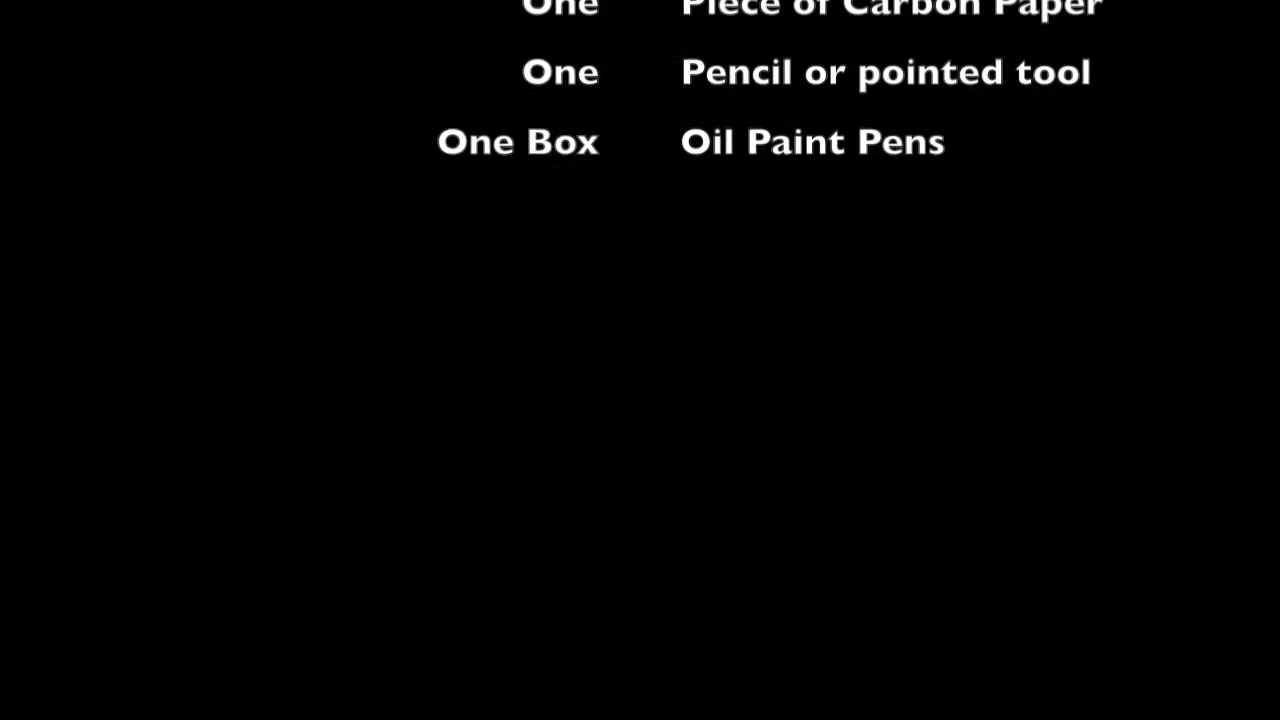 One Piece of Carbon Paper
One Pencil or pointed tool
One Box Oil Paint Pens